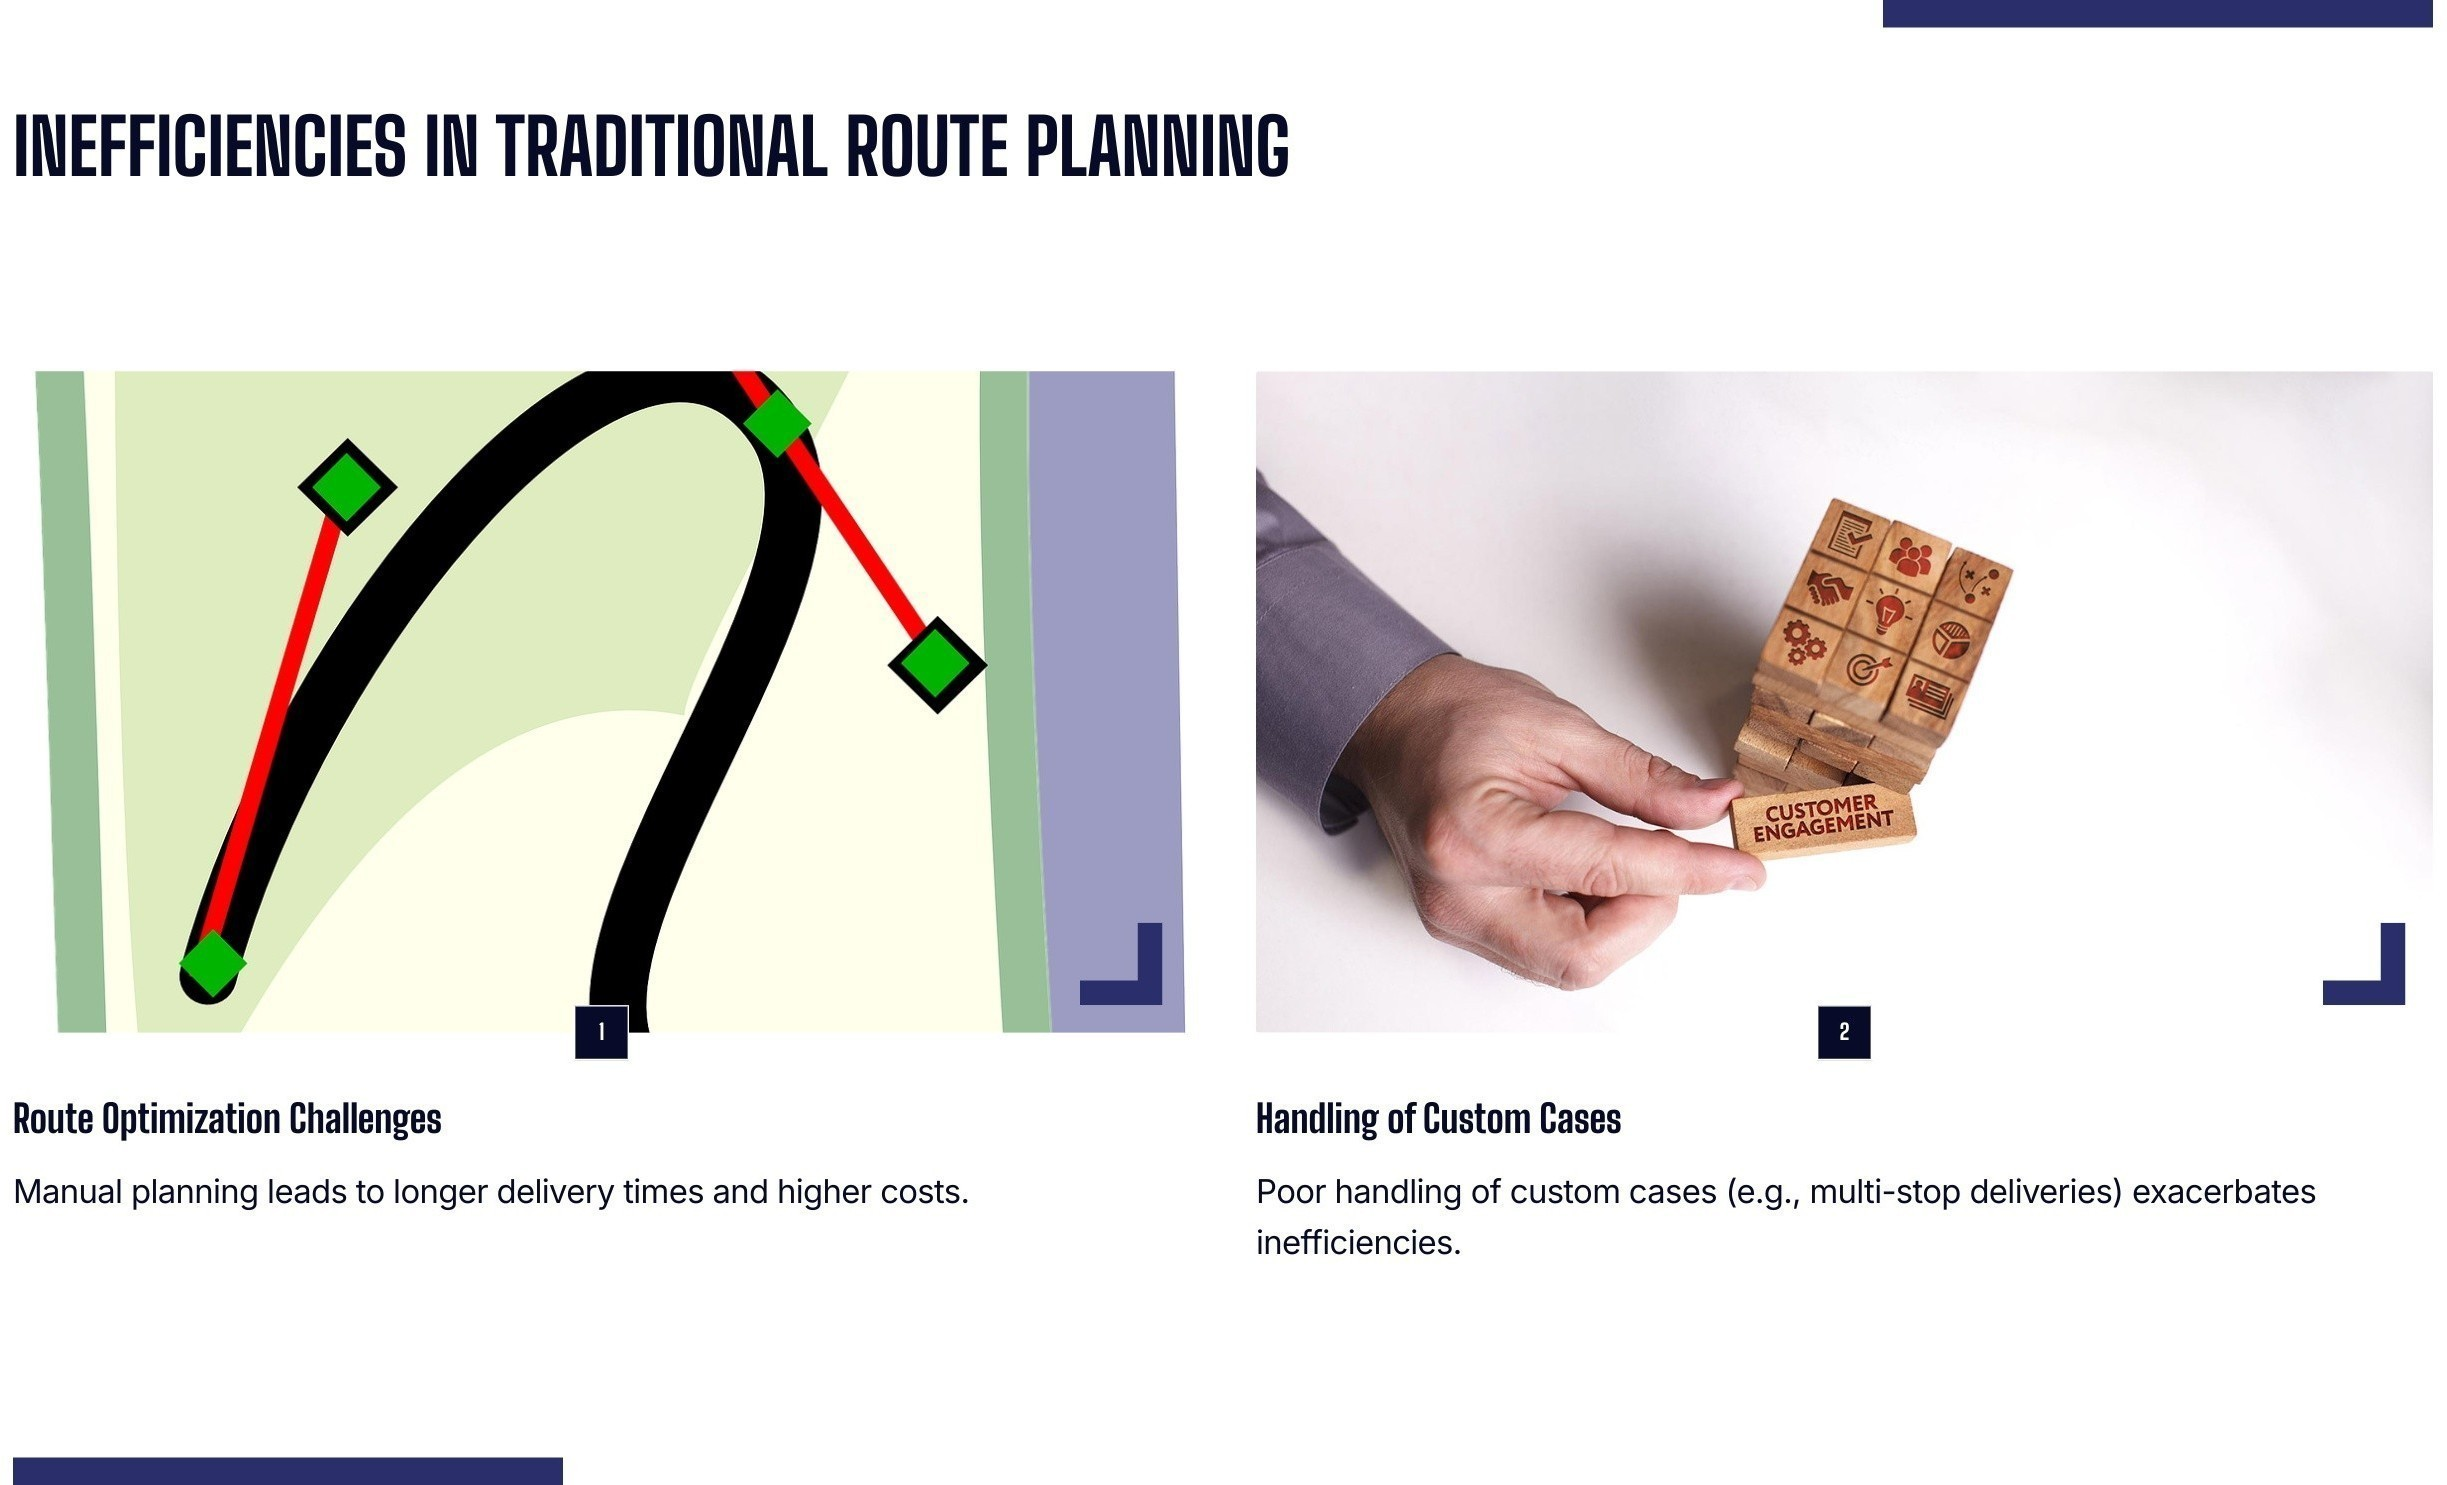 INEFFICIENCIES IN TRADITIONAL ROUTE PLANNING
CUSTOMER
ENGAGEMENT
1
2
Route Optimization Challenges
Manual planning leads to longer delivery times and higher costs.
Handling of Custom Cases
Poor handling of custom cases (e.g., multi-stop deliveries) exacerbates
inefficiencies.